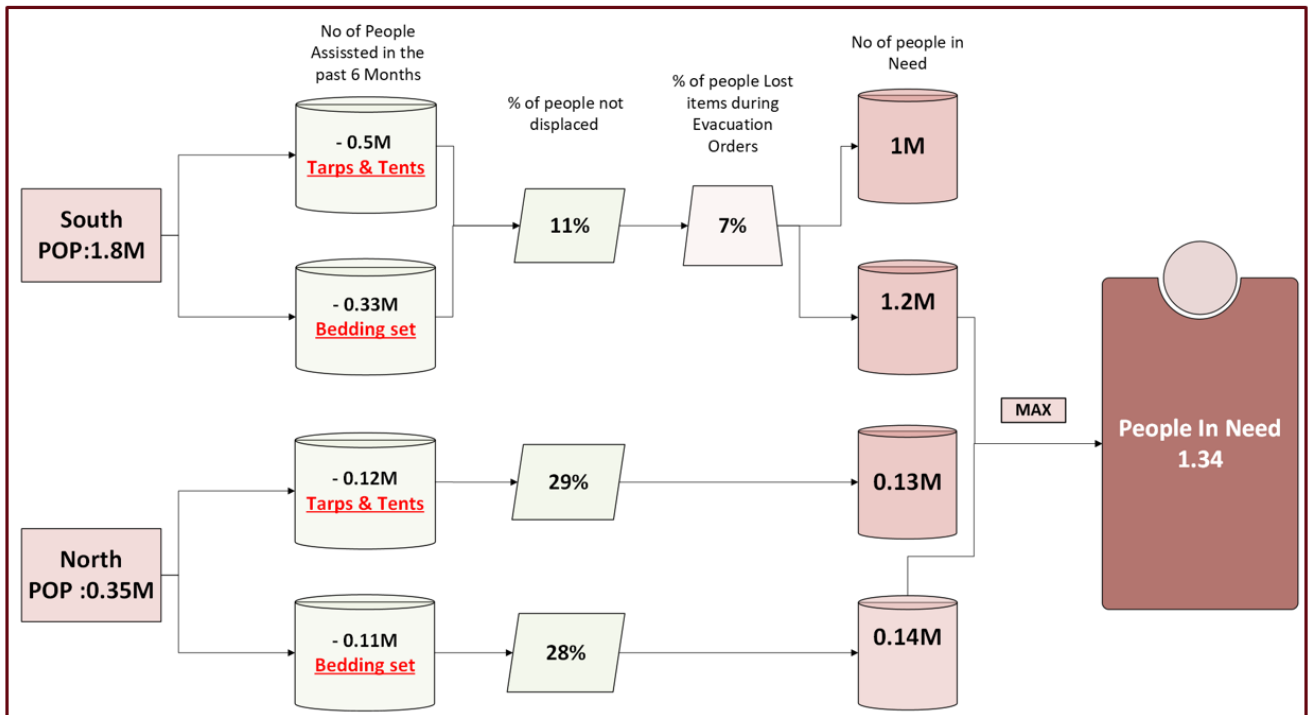 No of People
Assissted in the
past 6 Months
% of people not
displaced
% of people Lost
items during
Evacuation
Orders
No of people in
Need
South
POP:1.8M
- 0.5M
Tarps & Tents
- 0.33M
Bedding set
11%
7%
1M
1.2M
MAX
People In Need
1.34
North
POP :0.35M
- 0.12M
Tarps & Tents
29%
0.13M
- 0.11M
Bedding set
28%
0.14M